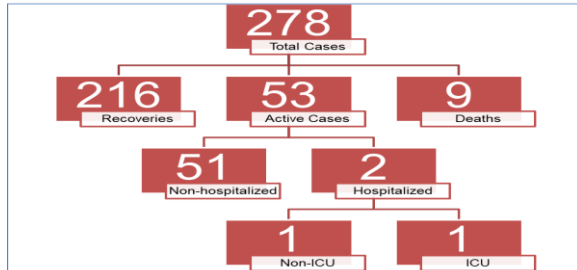 278
Total Cases
216
Recoveries
53
Active Cases
9
Deaths
51
Non-hospitalized
2
Hospitalized
1
Non-ICU
1
ICU